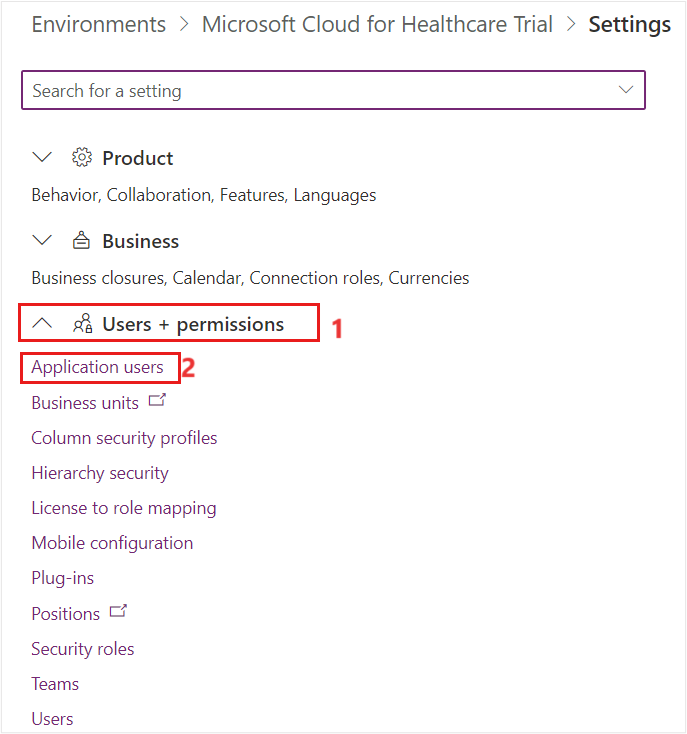 Environments > Microsoft Cloud for Healthcare Trial > Settings
Search for a setting
Product
Behavior, Collaboration, Features, Languages
Business
Business closures, Calendar, Connection roles, Currencies
Users + permissions 1
Application users 2
Business units
Column security profiles
Hierarchy security
License to role mapping
Mobile configuration
Plug-ins
Positions
Security roles
Teams
Users